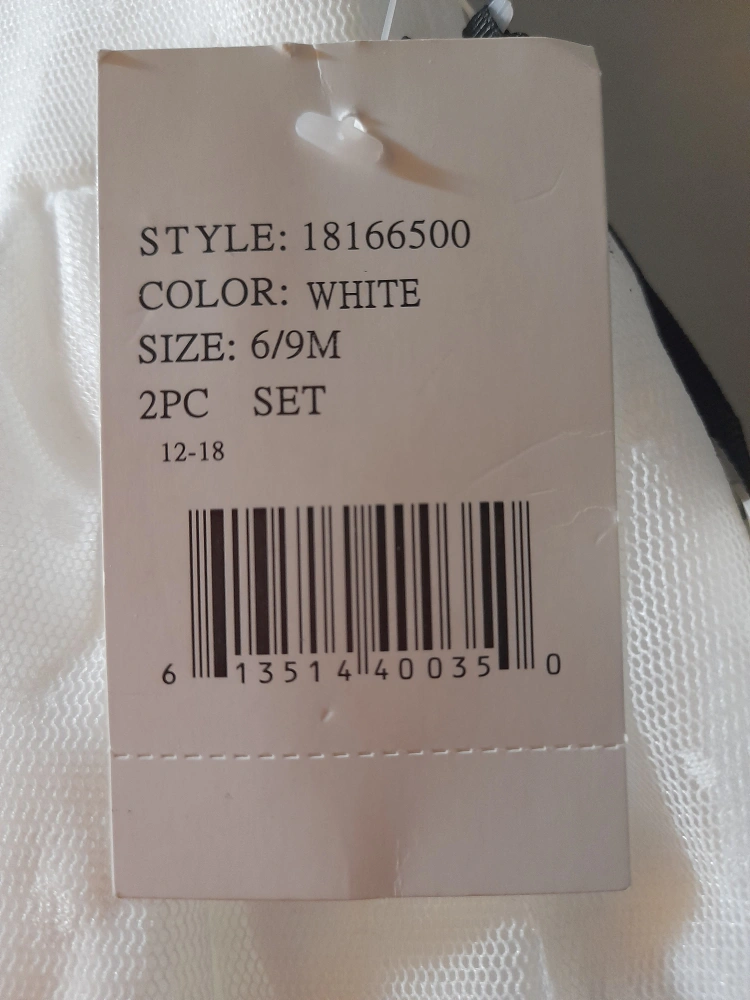 STYLE: 18166500
COLOR: WHITE
SIZE: 6/9M
2PC SET
12-18
6 13514 40035 0